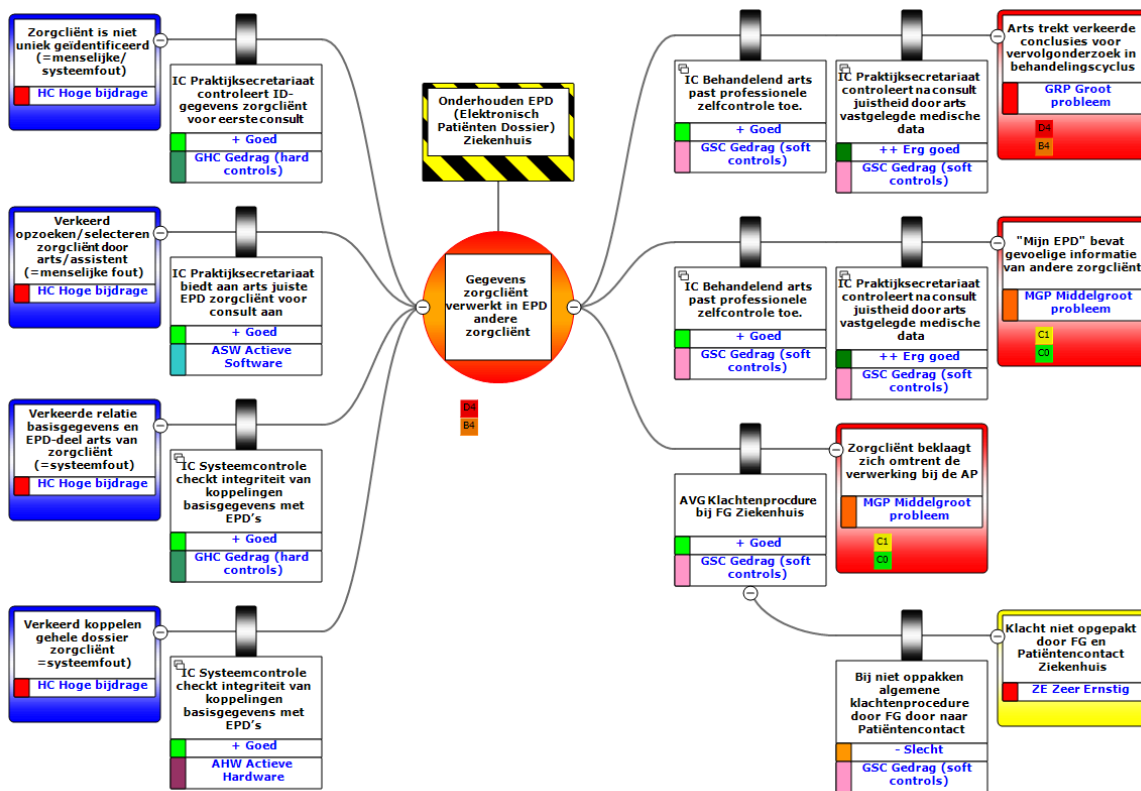 Zorgcliënt is niet
uniek geïdentificeerd
(=menselijke/
systeemfout)
HC Hoge bijdrage
IC Praktijksecretariaat
controleert ID-
gegevens zorgcliënt
voor eerste consult
+ Goed
GHC Gedrag (hard
controls)
Verkeerd
opzoeken/selecteren
zorgcliënt door
arts/assistent
(=menselijke fout)
HC Hoge bijdrage
IC Praktijksecretariaat
biedt aan arts juiste
EPD zorgcliënt voor
consult aan
+ Goed
ASW Actieve
Software
Verkeerde relatie
basisgegevens en
EPD-deel arts van
zorgcliënt
(=systeemfout)
HC Hoge bijdrage
IC Systeemcontrole
checkt integriteit van
koppelingen
basisgegevens met
EPD's
+ Goed
GHC Gedrag (hard
controls)
Verkeerd koppelen
gehele dossier
zorgcliënt
=systeemfout)
HC Hoge bijdrage
IC Systeemcontrole
checkt integriteit van
koppelingen
basisgegevens met
EPD's
+ Goed
AHW Actieve
Hardware
Onderhouden EPD
(Elektronisch
Patiënten Dossier)
Ziekenhuis
Gegevens
zorgcliënt
verwerkt in EPD
andere
zorgcliënt
D4
B4
IC Behandelend arts
past professionele
zelfcontrole toe.
+ Goed
GSC Gedrag (soft
controls)
IC Praktijksecretariaat
controleert na consult
juistheid door arts
vastgelegde medische
data
++ Erg goed
GSC Gedrag (soft
controls)
Arts trekt verkeerde
conclusies voor
vervolgonderzoek in
behandelingscyclus
GRP Groot
probleem
D4
B4
IC Behandelend arts
past professionele
zelfcontrole toe.
+ Goed
GSC Gedrag (soft
controls)
IC Praktijksecretariaat
controleert na consult
juistheid door arts
vastgelegde medische
data
++ Erg goed
GSC Gedrag (soft
controls)
"Mijn EPD" bevat
gevoelige informatie
van andere zorgcliënt
MGP Middelgroot
probleem
C1
C0
AVG Klachtenprocdure
bij FG Ziekenhuis
+ Goed
GSC Gedrag (soft
controls)
Zorgcliënt beklaagt
zich omtrent de
verwerking bij de AP
MGP Middelgroot
probleem
C1
C0
Bij niet oppakken
algemene
klachtenprocedure
door FG door naar
Patiëntencontact
- Slecht
GSC Gedrag (soft
controls)
Klacht niet opgepakt
door FG en
Patiëntencontact
Ziekenhuis
ZE Zeer Ernstig